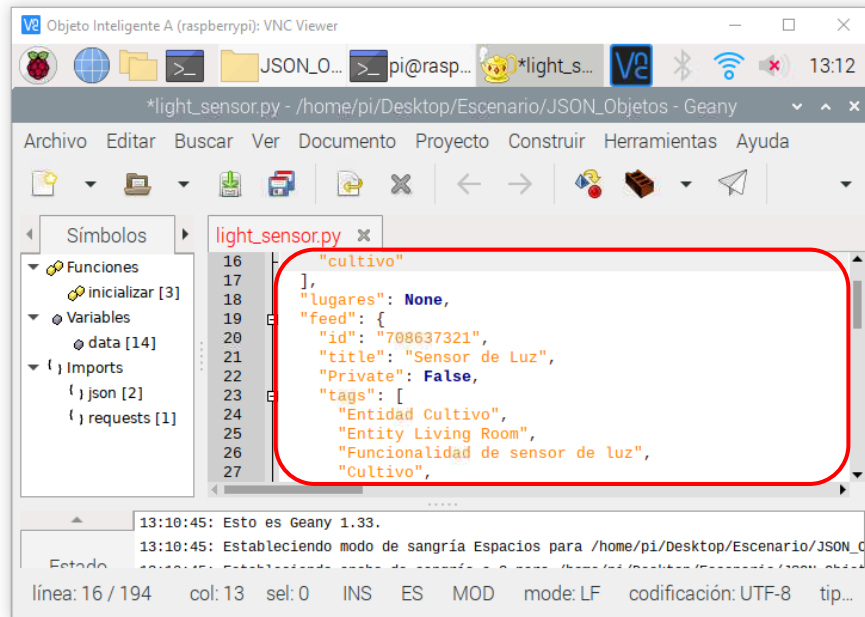 Objeto Inteligente A (raspberrypi): VNC Viewer
JSON_O... pi@rasp... *light_s... 13:12
*light_sensor.py - /home/pi/Desktop/Escenario/JSON_Objetos - Geany
Archivo Editar Buscar Ver Documento Proyecto Construir Herramientas Ayuda
Símbolos
Funciones
inicializar [3]
Variables
data [14]
Imports
json [2]
requests [1]
light_sensor.py
16 "cultivo"
17 ],
18 "lugares": None,
19 "feed": {
20 "id": "708637321",
21 "title": "Sensor de Luz",
22 "Private": False,
23 "tags": [
24 "Entidad Cultivo",
25 "Entity Living Room",
26 "Funcionalidad de sensor de luz",
27 "Cultivo",
Estado
13:10:45: Esto es Geany 1.33.
13:10:45: Estableciendo modo de sangría Espacios para /home/pi/Desktop/Escenario/JSON_O
línea: 16 / 194 col: 13 sel: 0 INS ES MOD mode: LF codificación: UTF-8 tip...